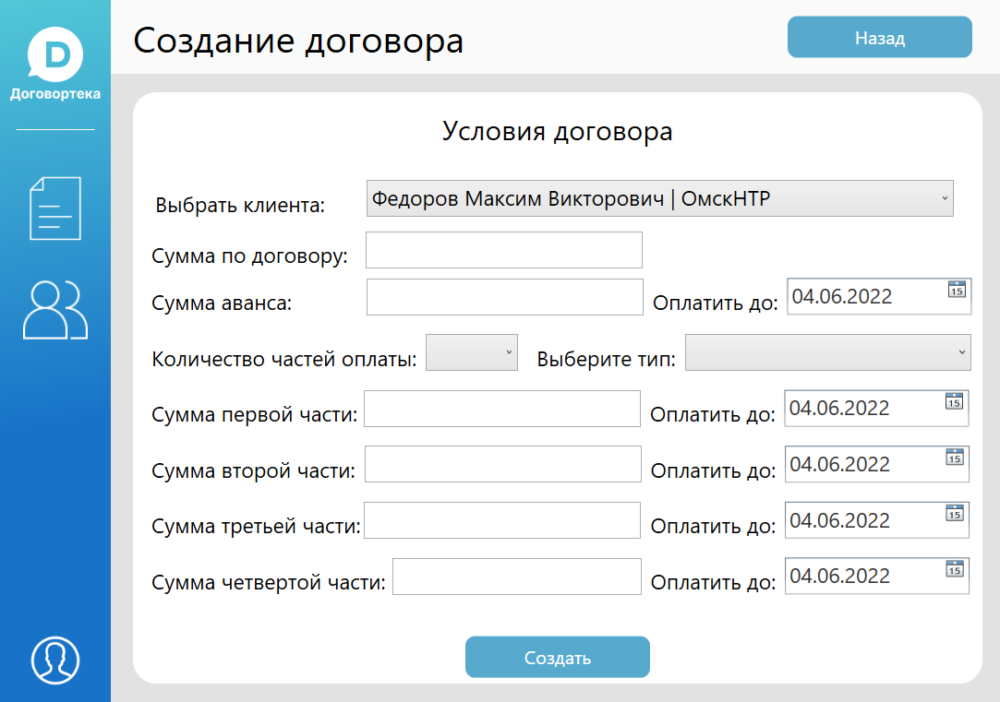 Создание договора
Назад
D
Договортека
Условия договора
Выбрать клиента: Федоров Максим Викторович | ОмскНТР
Сумма по договору:
Сумма аванса: Оплатить до: 04.06.2022 15
Количество частей оплаты: Выберите тип:
Сумма первой части: Оплатить до: 04.06.2022 15
Сумма второй части: Оплатить до: 04.06.2022 15
Сумма третьей части: Оплатить до: 04.06.2022 15
Сумма четвертой части: Оплатить до: 04.06.2022 15
Создать